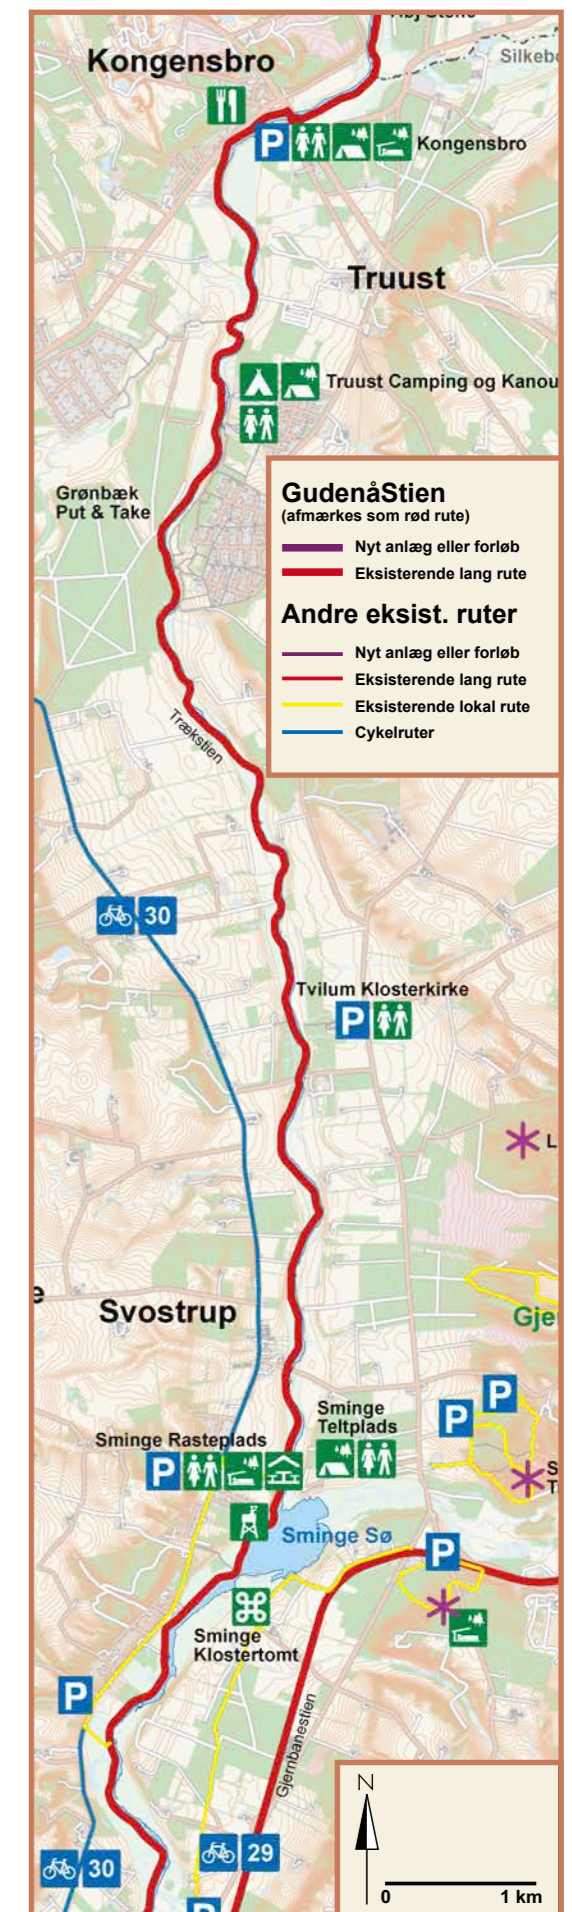 Silkeb
Kongensbro
P
Kongensbro
Truust
Truust Camping og Kanou
Grønbæk
Put & Take
GudenåStien
(afmærkes som rød rute)
Nyt anlæg eller forløb
Eksisterende lang rute
Andre eksist. ruter
Nyt anlæg eller forløb
Eksisterende lang rute
Eksisterende lokal rute
Cykelruter
Trækstien
30
Tvilum Klosterkirke
P
L
e
Svostrup
Gje
P
P
Sminge
Teltplads
Sminge Rasteplads
P
S
T
Sminge Sø
P
Sminge
Klostertomt
P
Gjernbanestien
N
29
30
0 1 km
P